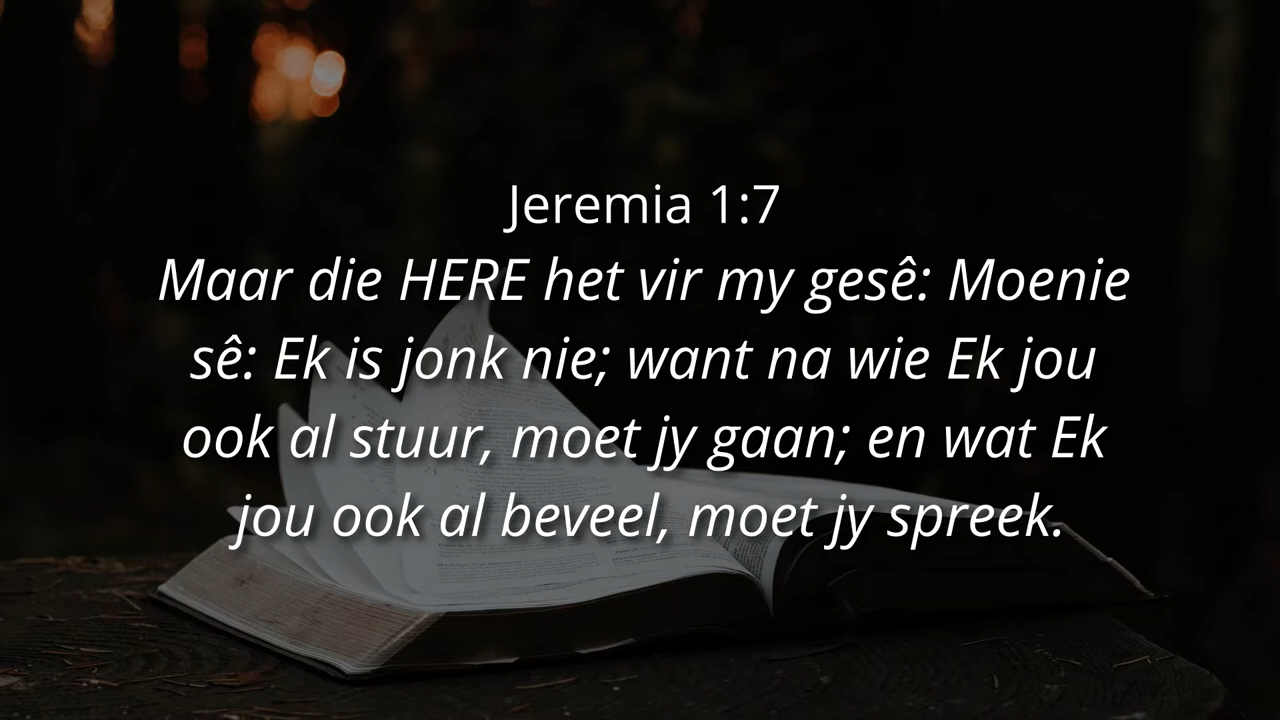 Jeremia 1:7
Maar die HERE het vir my gesê: Moenie
sê: Ek is jonk nie; want na wie Ek jou
ook al stuur, moet jy gaan; en wat Ek
jou ook al beveel, moet jy spreek.